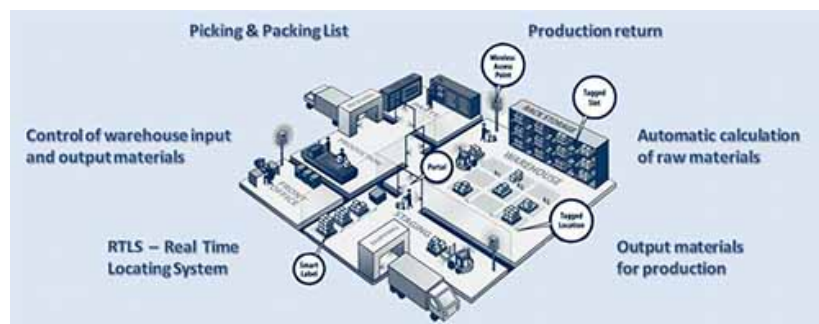 Picking & Packing List
Production return
Wireless
Access
Point
Tagged
Slot
RACK STORAGE
Control of warehouse input
and output materials
Automatic calculation
of raw materials
WAREHOUSE
Portal
FRONT
OFFICE
STAGING
Tagged
Location
RTLS – Real Time
Locating System
Smart
Label
Output materials
for production